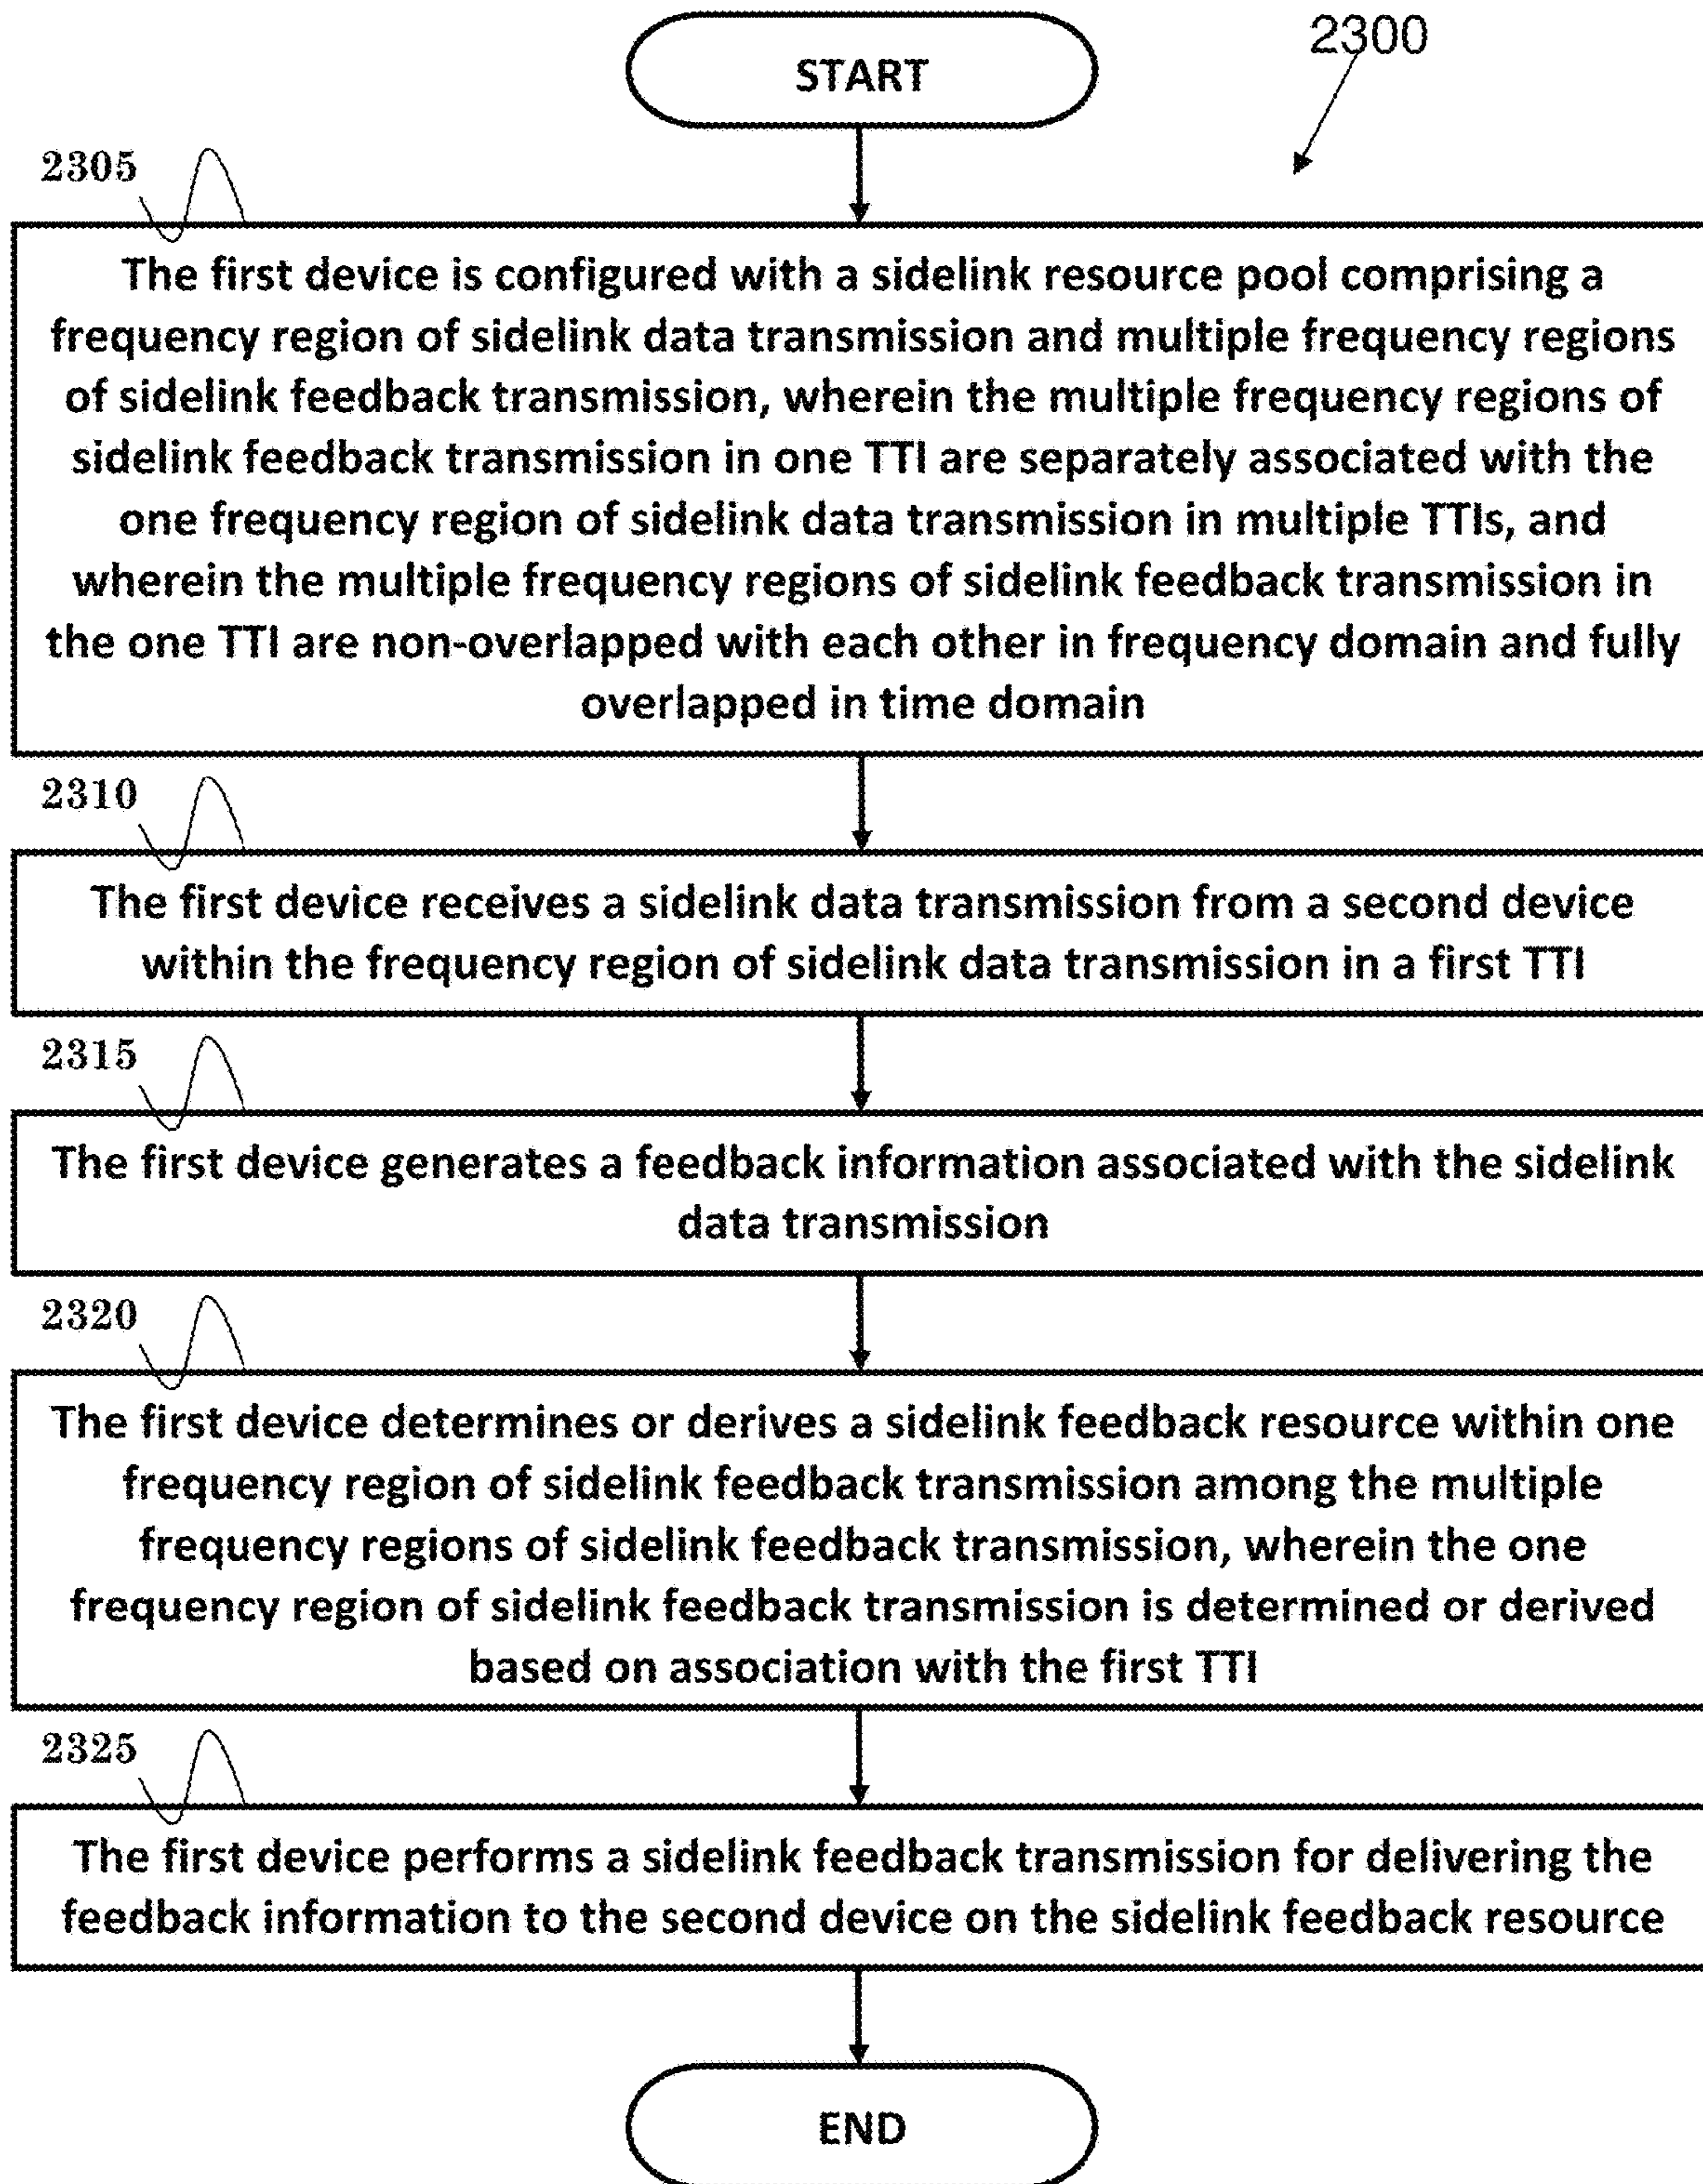 START
2300
2305
The first device is configured with a sidelink resource pool comprising a
frequency region of sidelink data transmission and multiple frequency regions
of sidelink feedback transmission, wherein the multiple frequency regions of
sidelink feedback transmission in one TTI are separately associated with the
one frequency region of sidelink data transmission in multiple TTIs, and
wherein the multiple frequency regions of sidelink feedback transmission in
the one TTI are non-overlapped with each other in frequency domain and fully
overlapped in time domain
2310
The first device receives a sidelink data transmission from a second device
within the frequency region of sidelink data transmission in a first TTI
2315
The first device generates a feedback information associated with the sidelink
data transmission
2320
The first device determines or derives a sidelink feedback resource within one
frequency region of sidelink feedback transmission among the multiple
frequency regions of sidelink feedback transmission, wherein the one
frequency region of sidelink feedback transmission is determined or derived
based on association with the first TTI
2325
The first device performs a sidelink feedback transmission for delivering the
feedback information to the second device on the sidelink feedback resource
END